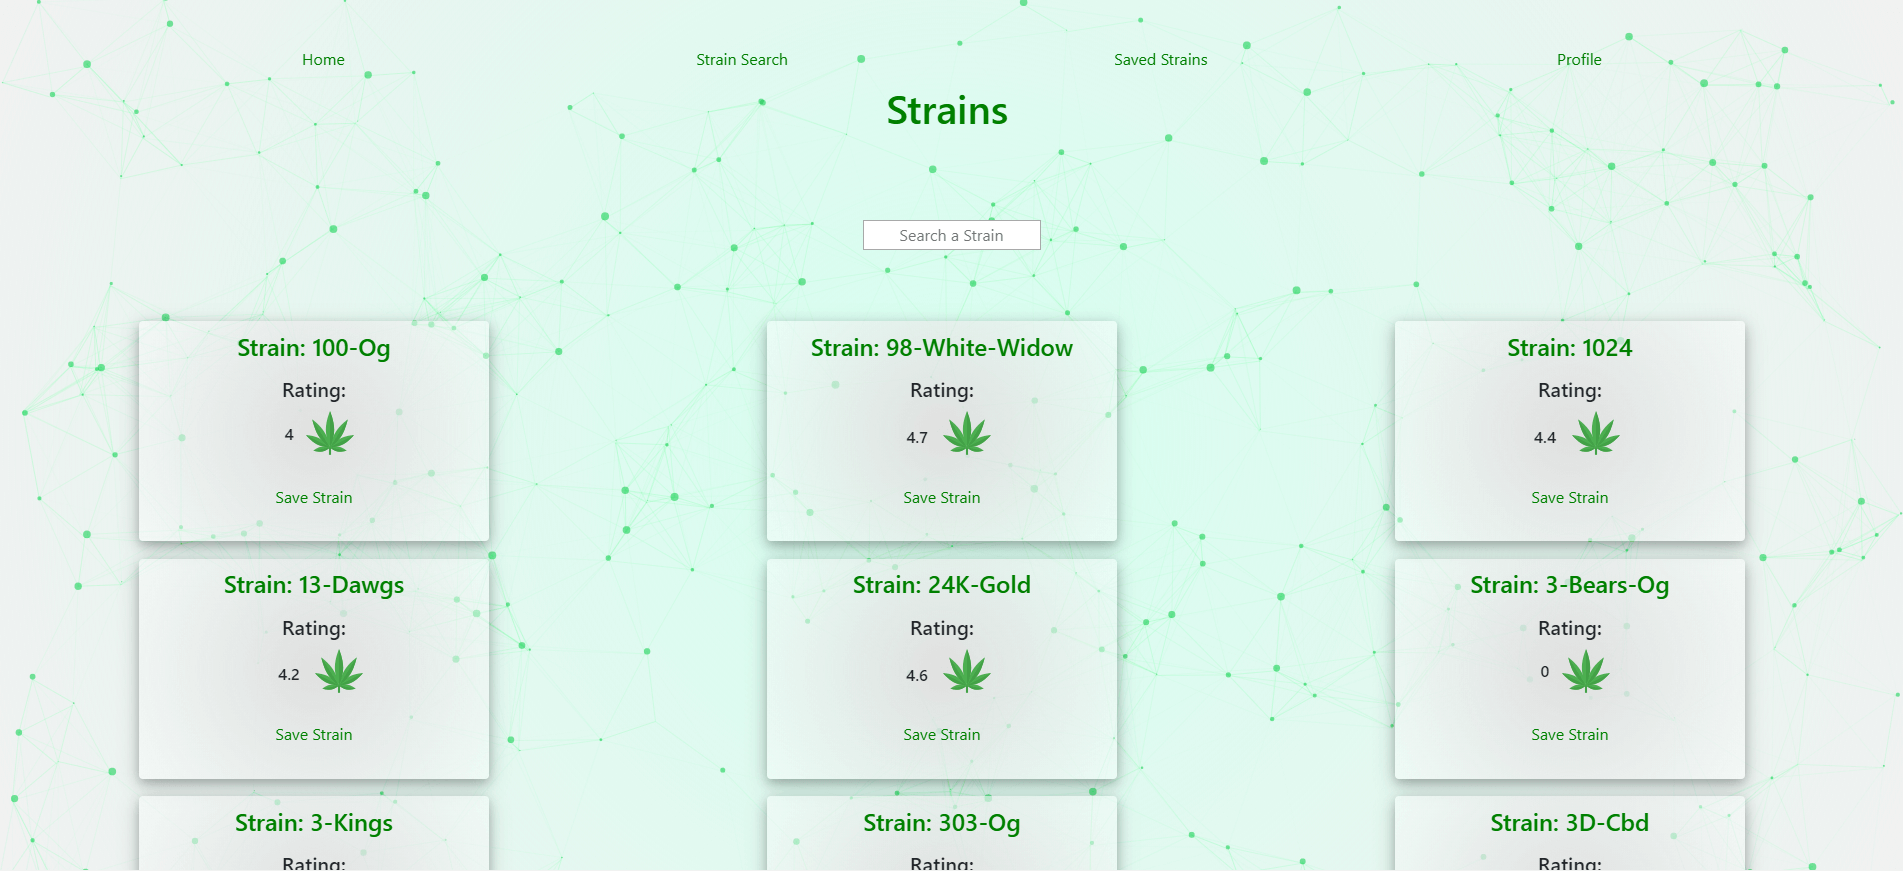 Home Strain Search Saved Strains Profile
Strains
Search a Strain
Strain: 100-Og Strain: 98-White-Widow Strain: 1024
Rating: Rating: Rating:
4 4.7 4.4
Save Strain Save Strain Save Strain
Strain: 13-Dawgs Strain: 24K-Gold Strain: 3-Bears-Og
Rating: Rating: Rating:
4.2 4.6 0
Save Strain Save Strain Save Strain
Strain: 3-Kings Strain: 303-Og Strain: 3D-Cbd
Rating: Rating: Rating: